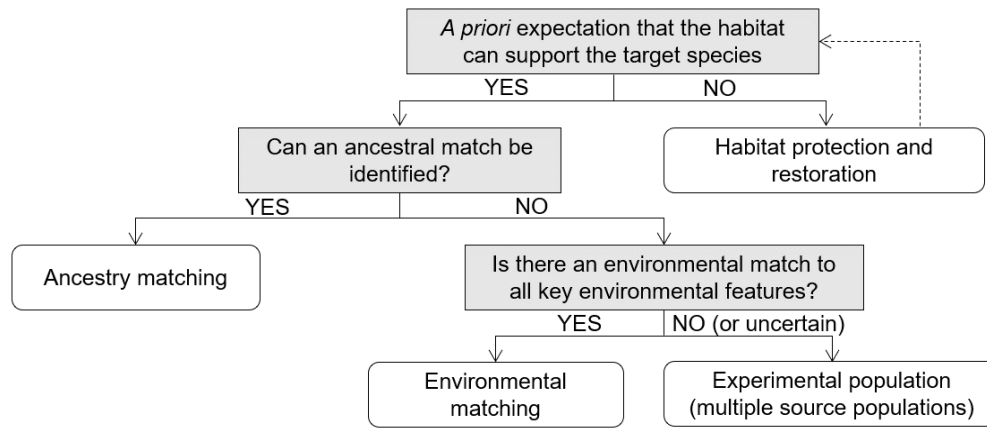 A priori expectation that the habitat
can support the target species
YES
NO
Can an ancestral match be
identified?
Habitat protection and
restoration
YES
NO
Ancestry matching
Is there an environmental match to
all key environmental features?
YES
NO (or uncertain)
Environmental
matching
Experimental population
(multiple source populations)